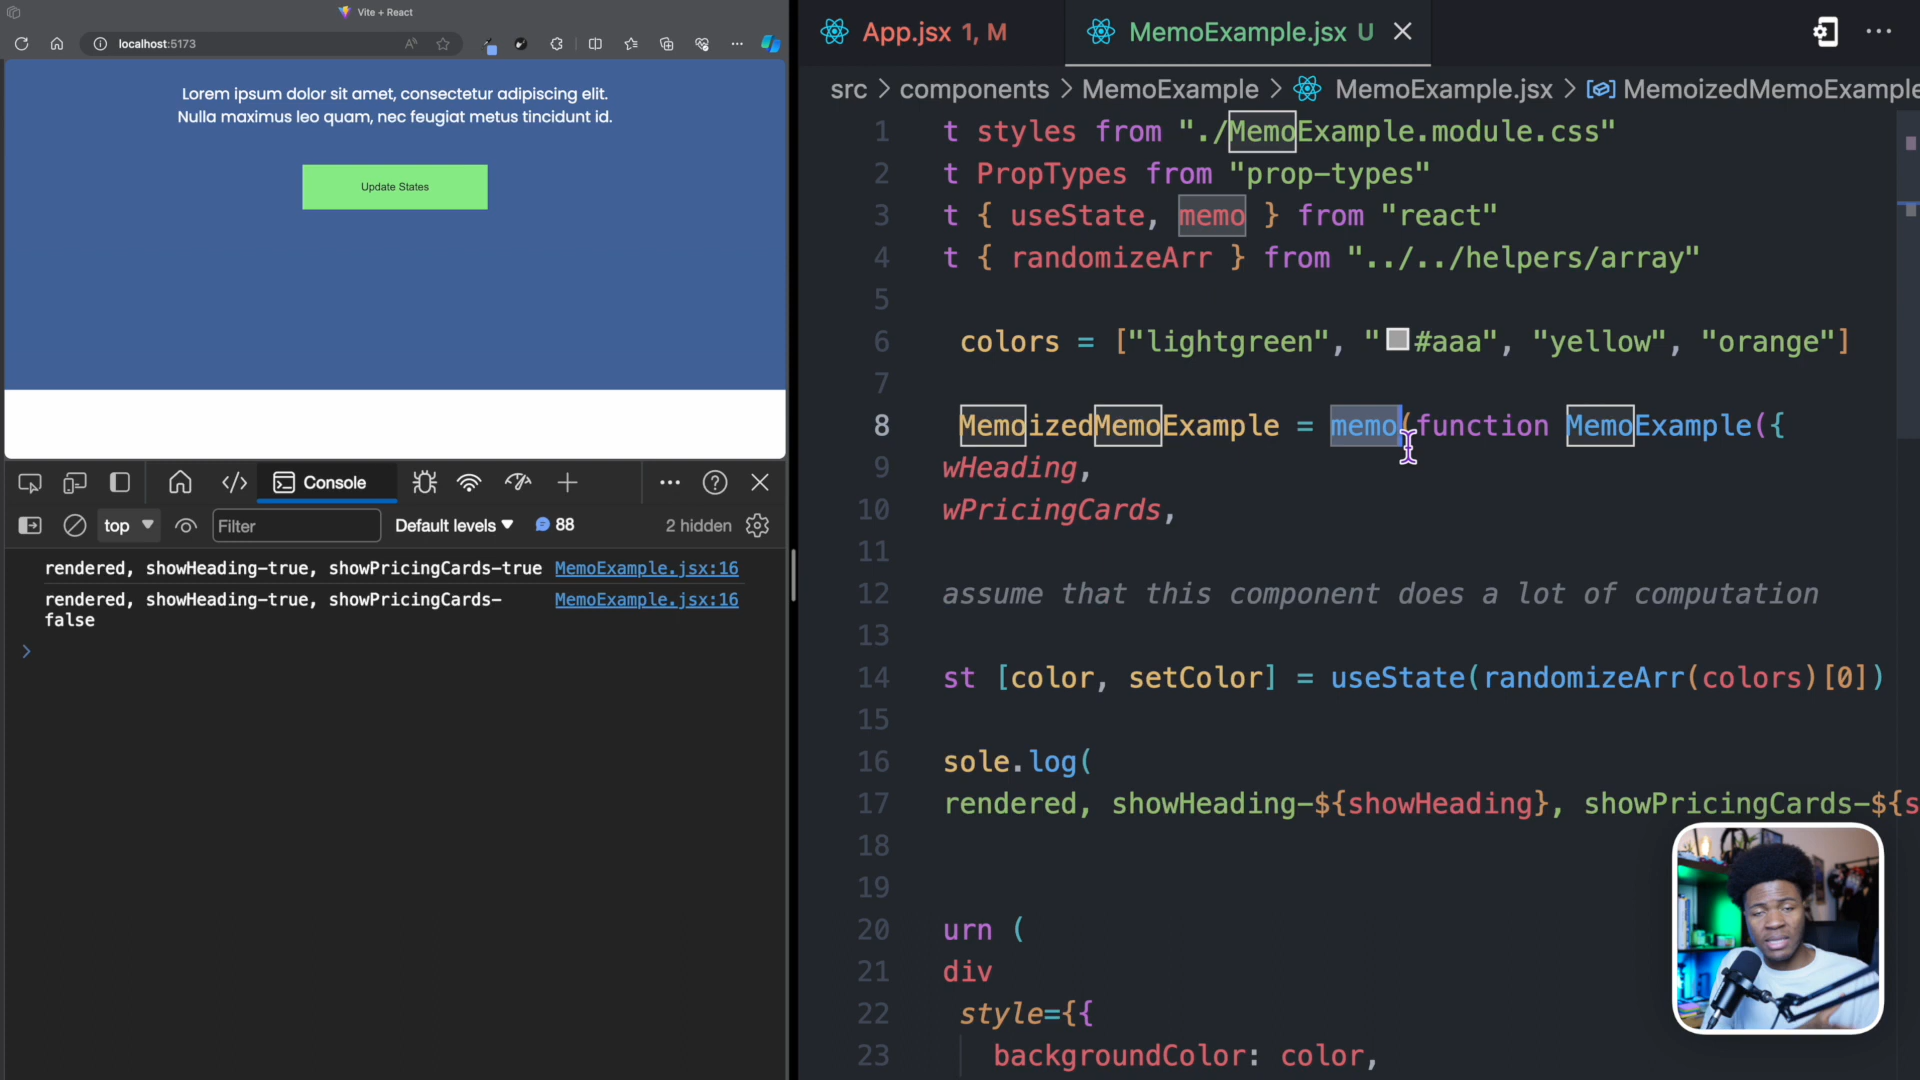 Vite + React
localhost:5173
Lorem ipsum dolor sit amet, consectetur adipiscing elit.
Nulla maximus leo quam, nec feugiat metus tincidunt id.
Update States
Console
top
Filter
Default levels
88
2 hidden
rendered, showHeading-true, showPricingCards-true MemoExample.jsx:16
rendered, showHeading-true, showPricingCards- MemoExample.jsx:16
false
App.jsx 1, M
MemoExample.jsx U
src > components > MemoExample > MemoExample.jsx > MemoizedMemoExample
1 t styles from "./MemoExample.module.css"
2 t PropTypes from "prop-types"
3 t { useState, memo } from "react"
4 t { randomizeArr } from "../../helpers/array"
5
6 colors = ["lightgreen", "#aaa", "yellow", "orange"]
7
8 MemoizedMemoExample = memo(function MemoExample({
9 wHeading,
10 wPricingCards,
11
12 assume that this component does a lot of computation
13
14 st [color, setColor] = useState(randomizeArr(colors)[0])
15
16 sole.log(
17 rendered, showHeading-${showHeading}, showPricingCards-${s
18
19
20 urn (
21 div
22 style={{
23 backgroundColor: color,